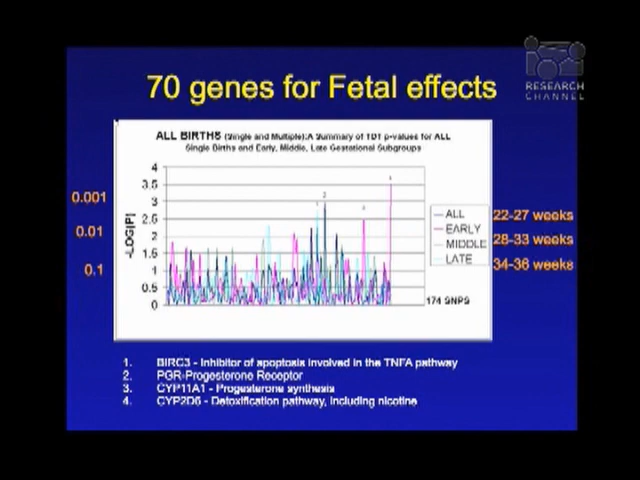 RESEARCH
CHANNEL
70 genes for Fetal effects
ALL BIRTHS (Single and Multiple):A Summary of TDT p-values for ALL
Single Births and Early, Middle, Late Gestational Subgroups
4
3.5
3
2.5
2
1.5
1
0.5
0
-LOG(P)
0.001
0.01
0.1
1
2
3
4
ALL
EARLY
MIDDLE
LATE
22-27 weeks
28-33 weeks
34-36 weeks
174 SNPS
1. BIRC3 - Inhibitor of apoptosis involved in the TNFA pathway
2. PGR-Progesterone Receptor
3. CYP11A1 - Progesterone synthesis
4. CYP2D6 - Detoxification pathway, including nicotine